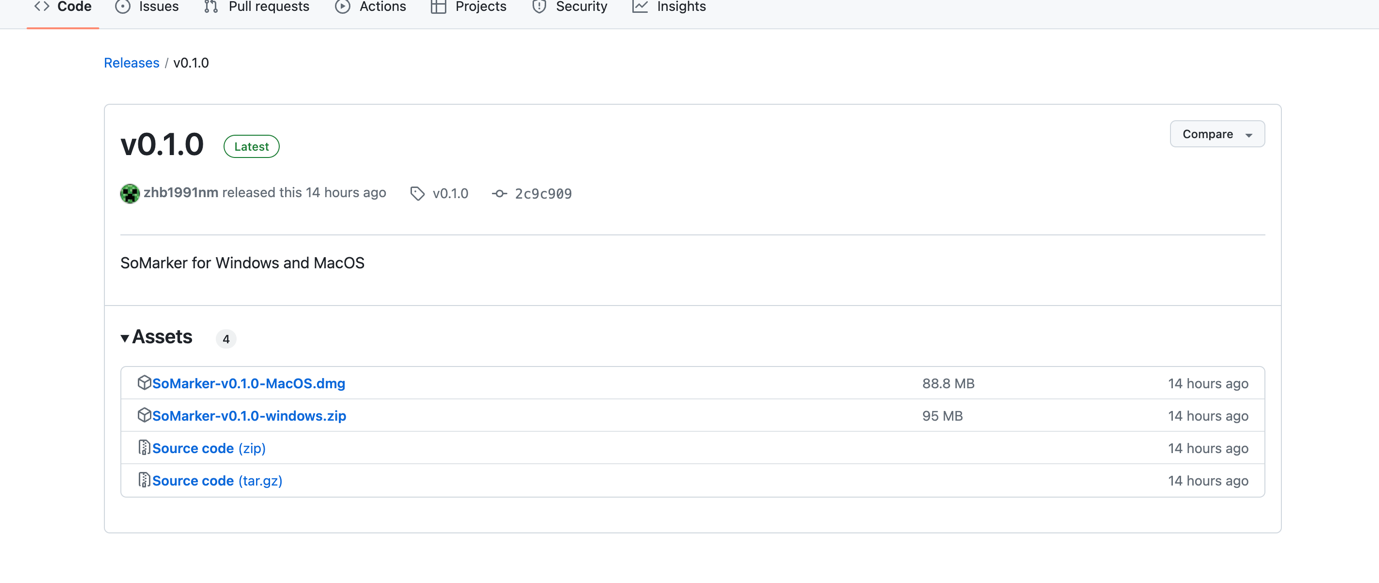 Code Issues Pull requests Actions Projects Security Insights
Releases / v0.1.0
v0.1.0 Latest Compare
zhb1991nm released this 14 hours ago v0.1.0 2c9c909
SoMarker for Windows and MacOS
Assets 4
SoMarker-v0.1.0-MacOS.dmg 88.8 MB 14 hours ago
SoMarker-v0.1.0-windows.zip 95 MB 14 hours ago
Source code (zip) 14 hours ago
Source code (tar.gz) 14 hours ago